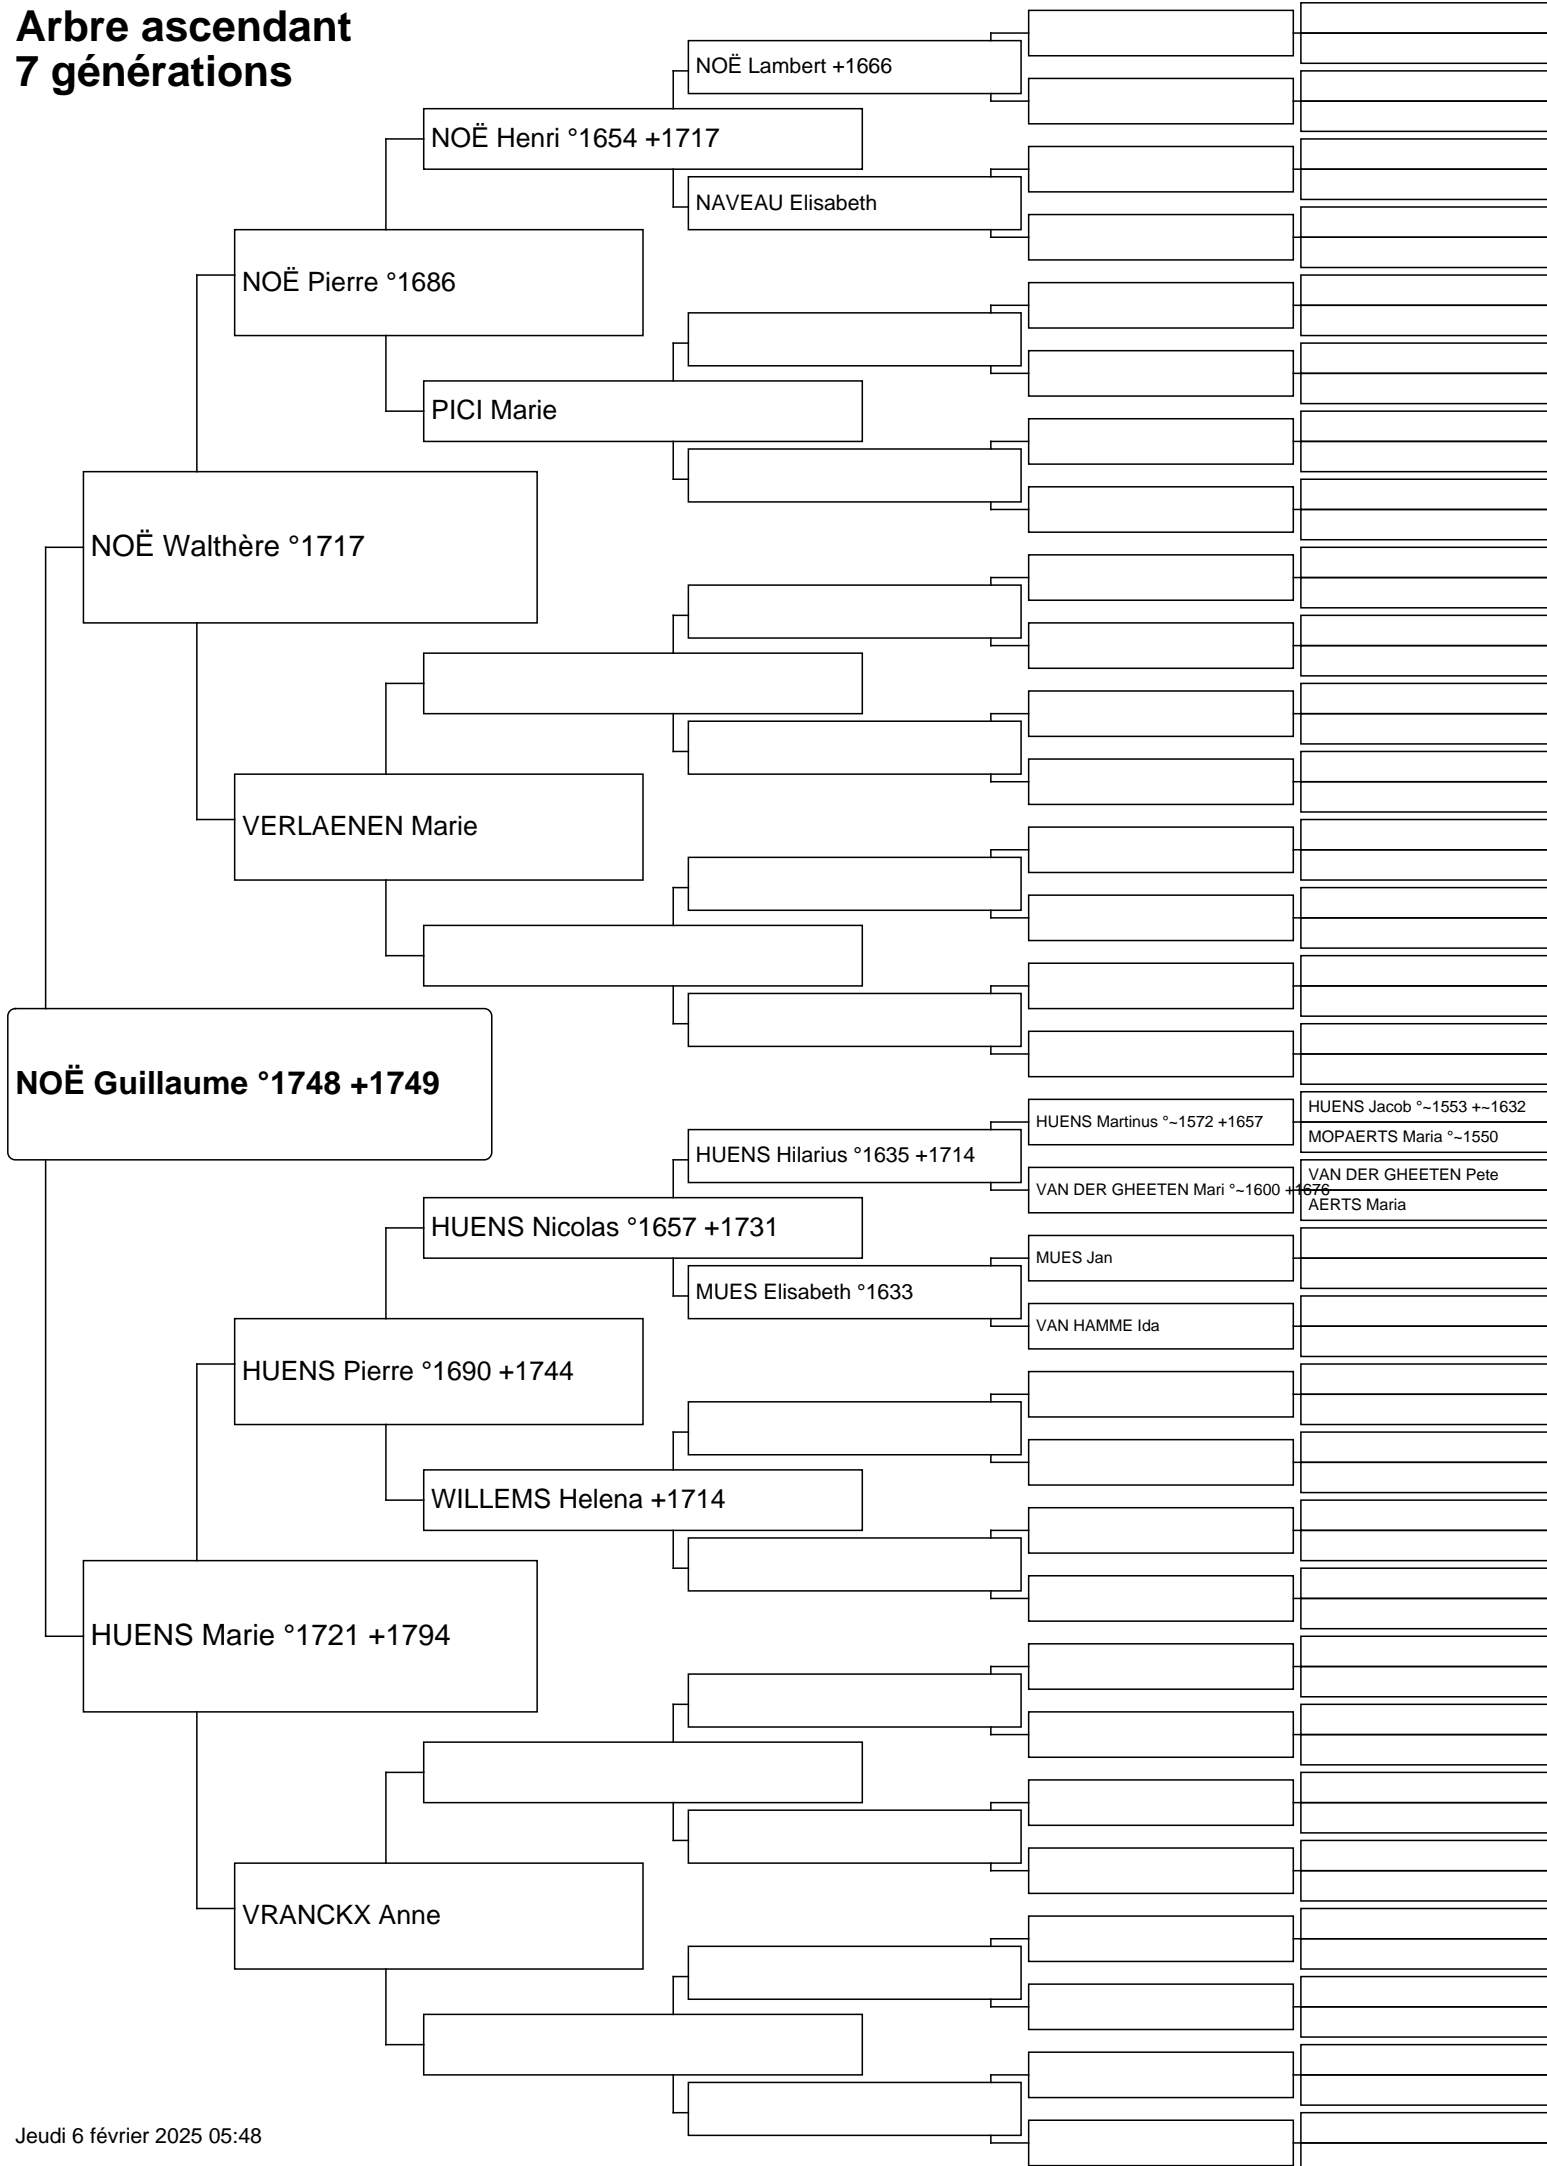 Arbre ascendant
7 générations
NOË Lambert +1666
NOË Henri °1654 +1717
NAVEAU Elisabeth
NOË Pierre °1686
PICI Marie
NOË Walthère °1717
VERLAENEN Marie
NOË Guillaume °1748 +1749
HUENS Jacob °~1553 +~1632
HUENS Martinus °~1572 +1657
MOPAERTS Maria °~1550
HUENS Hilarius °1635 +1714
VAN DER GHEETEN Pete
VAN DER GHEETEN Mari °~1600 +1676
AERTS Maria
HUENS Nicolas °1657 +1731
MUES Jan
MUES Elisabeth °1633
VAN HAMME Ida
HUENS Pierre °1690 +1744
WILLEMS Helena +1714
HUENS Marie °1721 +1794
VRANCKX Anne
Jeudi 6 février 2025 05:48